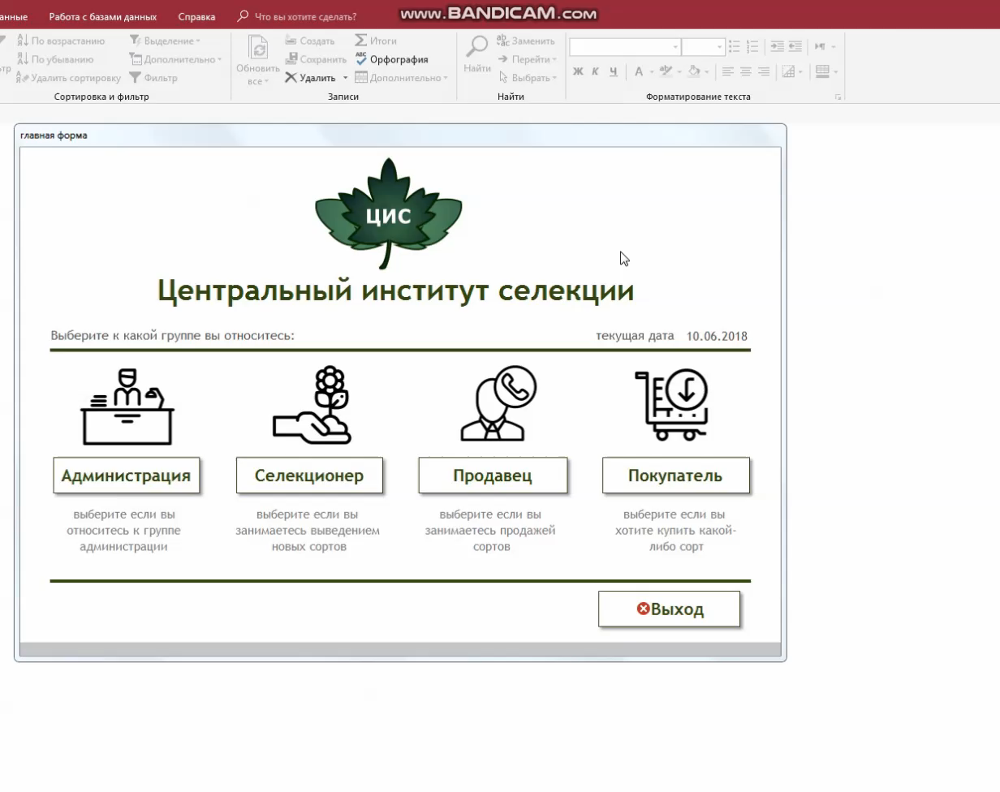 анные Работа с базами данных Справка Что вы хотите сделать? www.BANDICAM.com
По возрастанию Выделение Создать Итоги Заменить
По убыванию Дополнительно Обновить все Сохранить Орфография Найти Перейти
Удалить сортировку Фильтр Удалить Дополнительно Выбрать Ж К Ч А
Сортировка и фильтр Записи Найти Форматирование текста
главная форма
ЦИС
Центральный институт селекции
Выберите к какой группе вы относитесь: текущая дата 10.06.2018
Администрация Селекционер Продавец Покупатель
выберите если вы относитесь к группе администрации
выберите если вы занимаетесь выведением новых сортов
выберите если вы занимаетесь продажей сортов
выберите если вы хотите купить какой-либо сорт
Выход